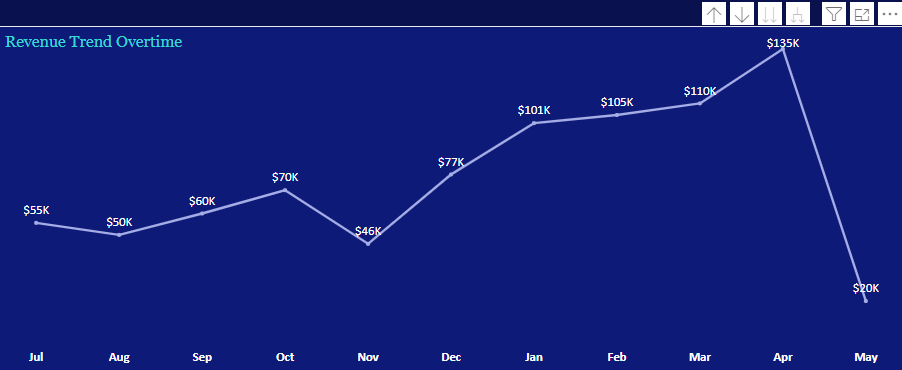 Revenue Trend Overtime
$55K
$50K
$60K
$70K
$46K
$77K
$101K
$105K
$110K
$135K
$20K
Jul Aug Sep Oct Nov Dec Jan Feb Mar Apr May